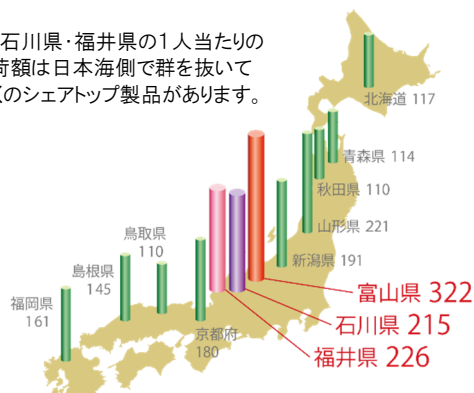 石川県・福井県の1人当たりの
荷額は日本海側で群を抜いて
のシェアトップ製品があります。
北海道 117
青森県 114
秋田県 110
山形県 221
新潟県 191
富山県 322
石川県 215
福井県 226
京都府
180
鳥取県
110
島根県
145
福岡県
161